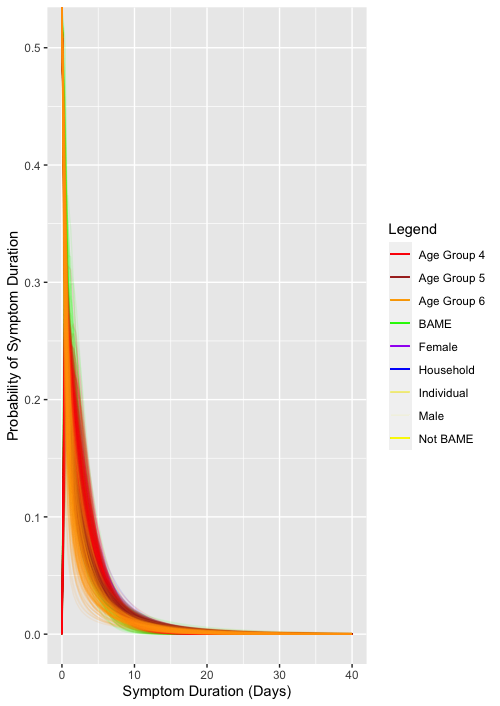 Probability of Symptom Duration
0.5
0.4
0.3
0.2
0.1
0.0
0
10
20
30
40
Symptom Duration (Days)
Legend
Age Group 4
Age Group 5
Age Group 6
BAME
Female
Household
Individual
Male
Not BAME